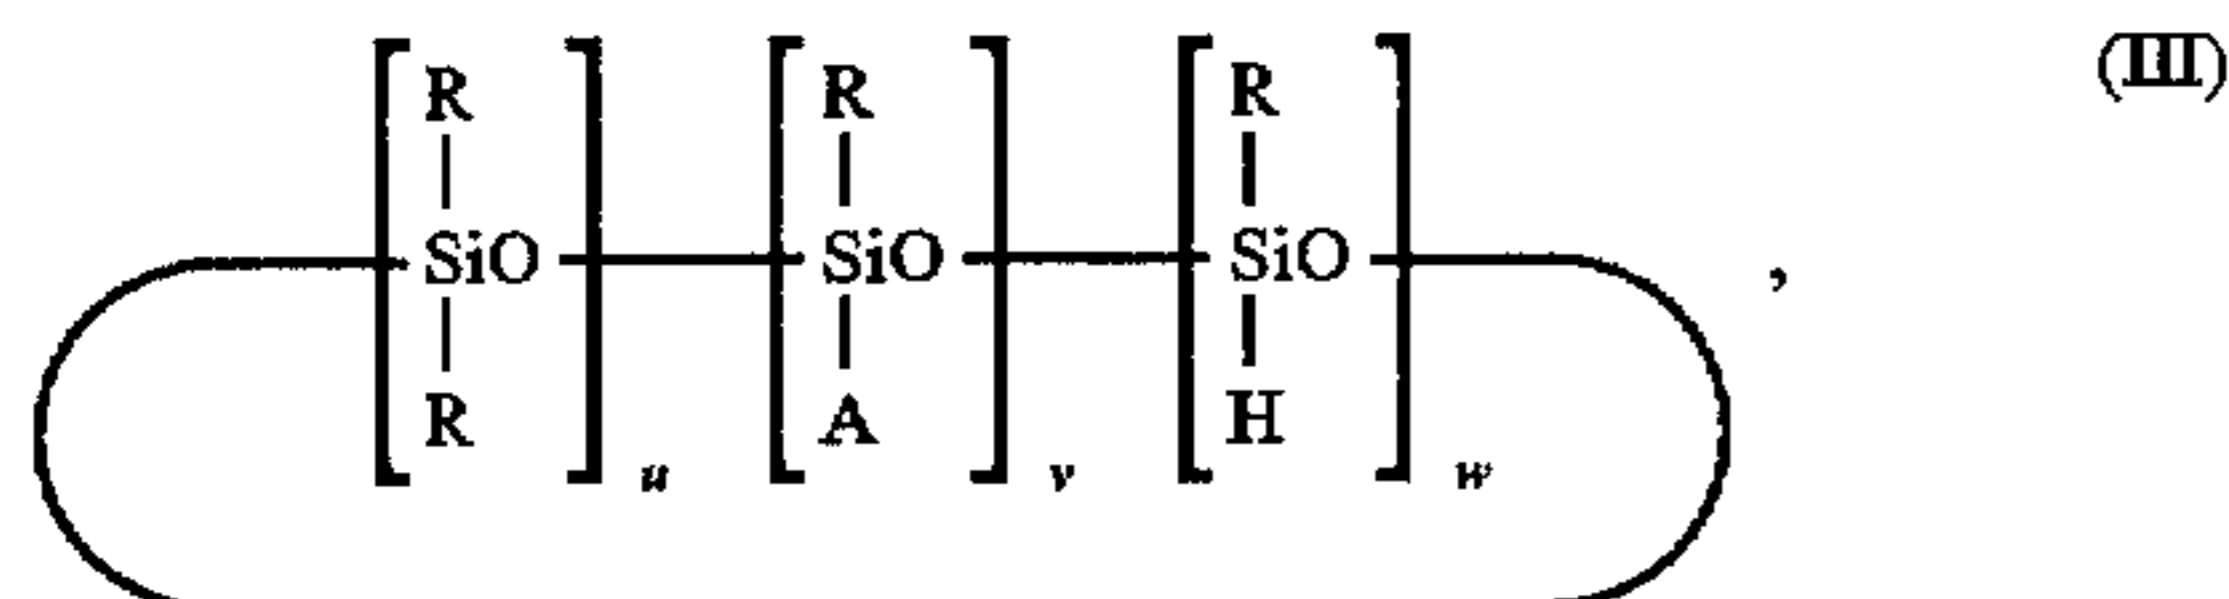 (III)
R R R
SiO SiO SiO ,
R A H
u v w